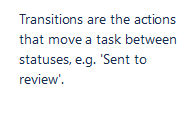 Transitions are the actions
that move a task between
statuses, e.g. 'Sent to
review'.